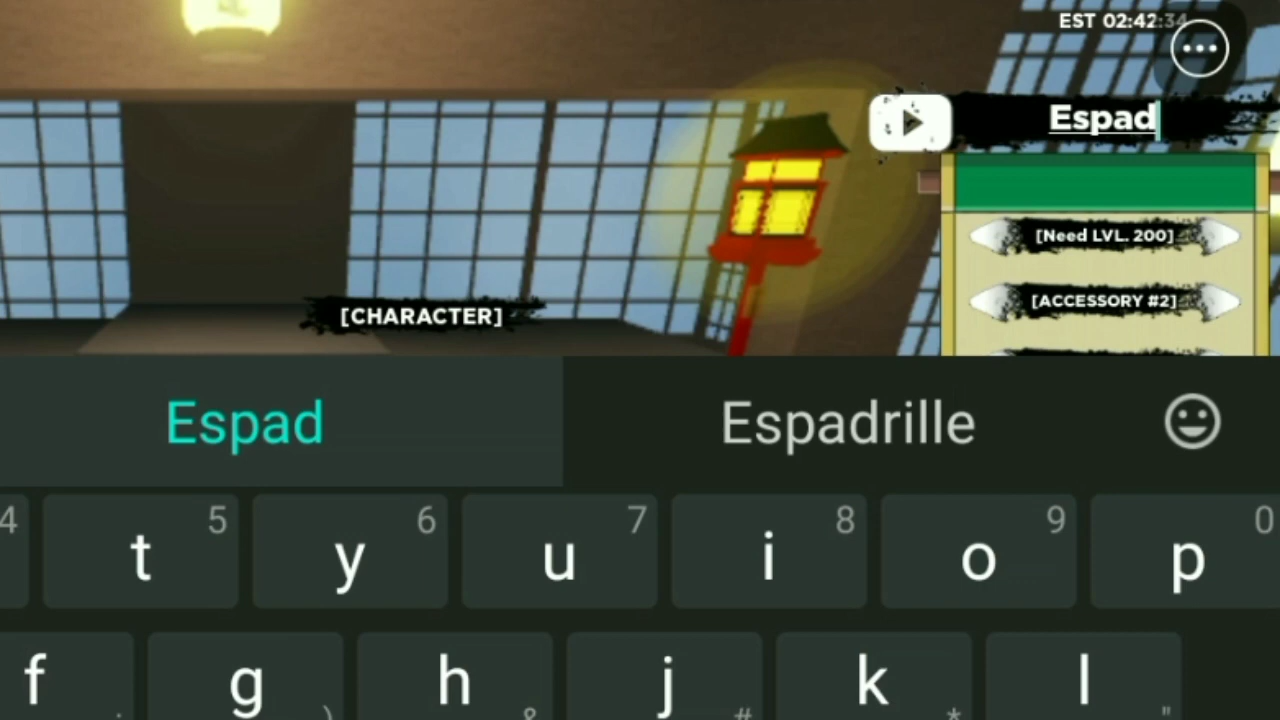 EST 02:42:34
Espad
[Need LVL. 200]
[ACCESSORY #2]
[CHARACTER]
Espad Espadrille
4 5 6 7 8 9 0
t y u i o p
f g h j k l
) & # * "